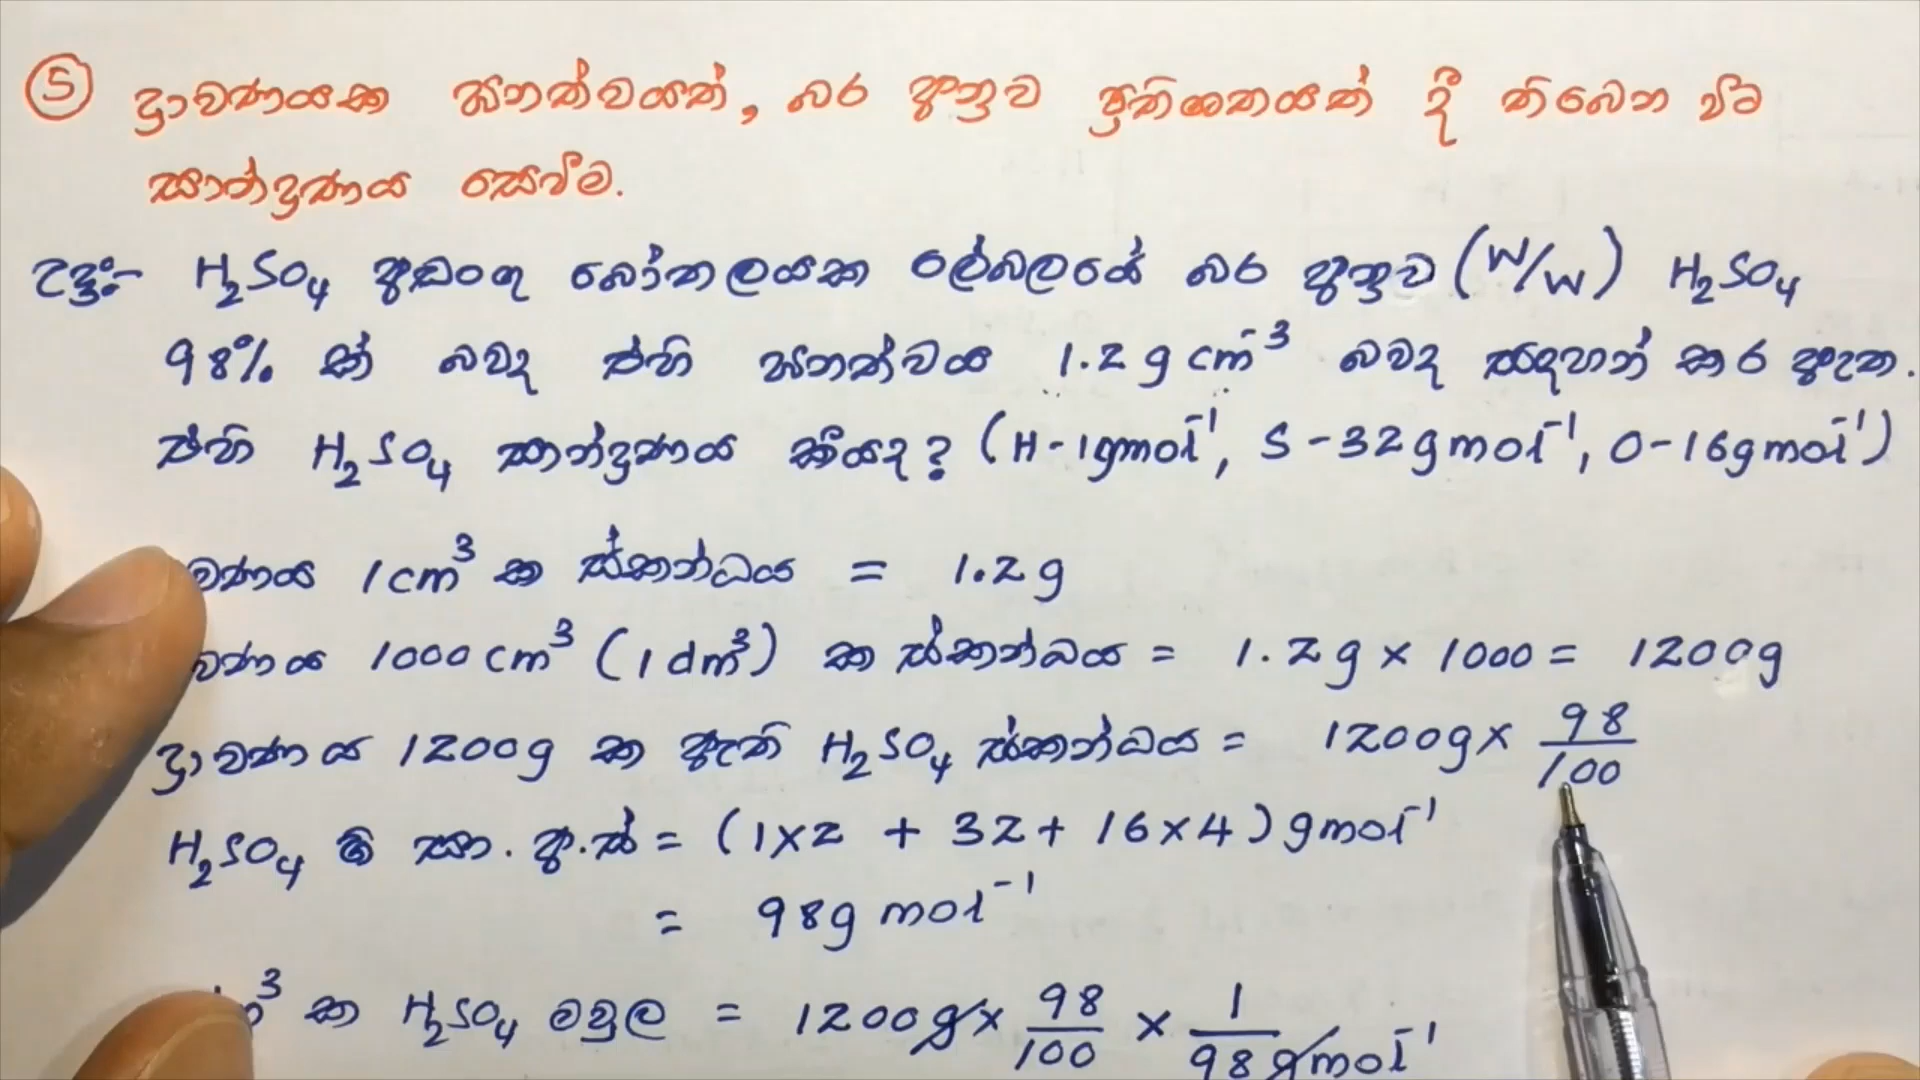 5 ද්‍රාවණයක ඝනත්වයත්, බර අනුව ප්‍රතිශතයත් දී තිබෙන විට
සාන්ද්‍රණය සෙවීම.
උදා:- H₂SO₄ අඩංගු බෝතලයක ලේබලයේ බර අනුව (W/W) H₂SO₄
98% ක් බවද එහි ඝනත්වය 1.2 g cm⁻³ බවද සඳහන් කර ඇත.
එහි H₂SO₄ සාන්ද්‍රණය කීයද? (H-1gmol⁻¹, S-32gmol⁻¹, O-16gmol⁻¹)
වණය 1cm³ ක ස්කන්ධය = 1.2g
වණය 1000cm³ (1dm³) ක ස්කන්ධය = 1.2g × 1000 = 1200g
ද්‍රාවණය 1200g ක ඇති H₂SO₄ ස්කන්ධය = 1200g × 98/100
H₂SO₄ හි සා.අ.ස් = (1×2 + 32 + 16×4) gmol⁻¹
= 98g mol⁻¹
³ ක H₂SO₄ මවුල = 1200g × 98/100 × 1/98gmol⁻¹